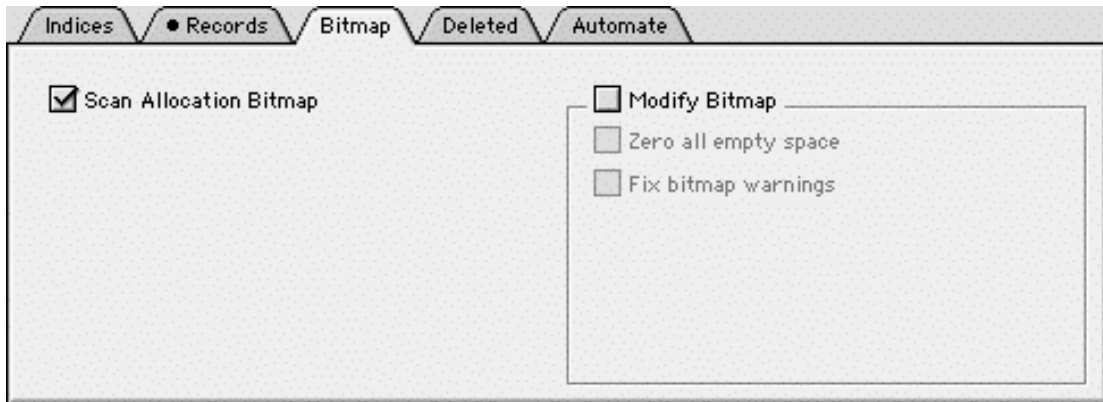 Indices • Records Bitmap Deleted Automate
Scan Allocation Bitmap
Modify Bitmap
Zero all empty space
Fix bitmap warnings